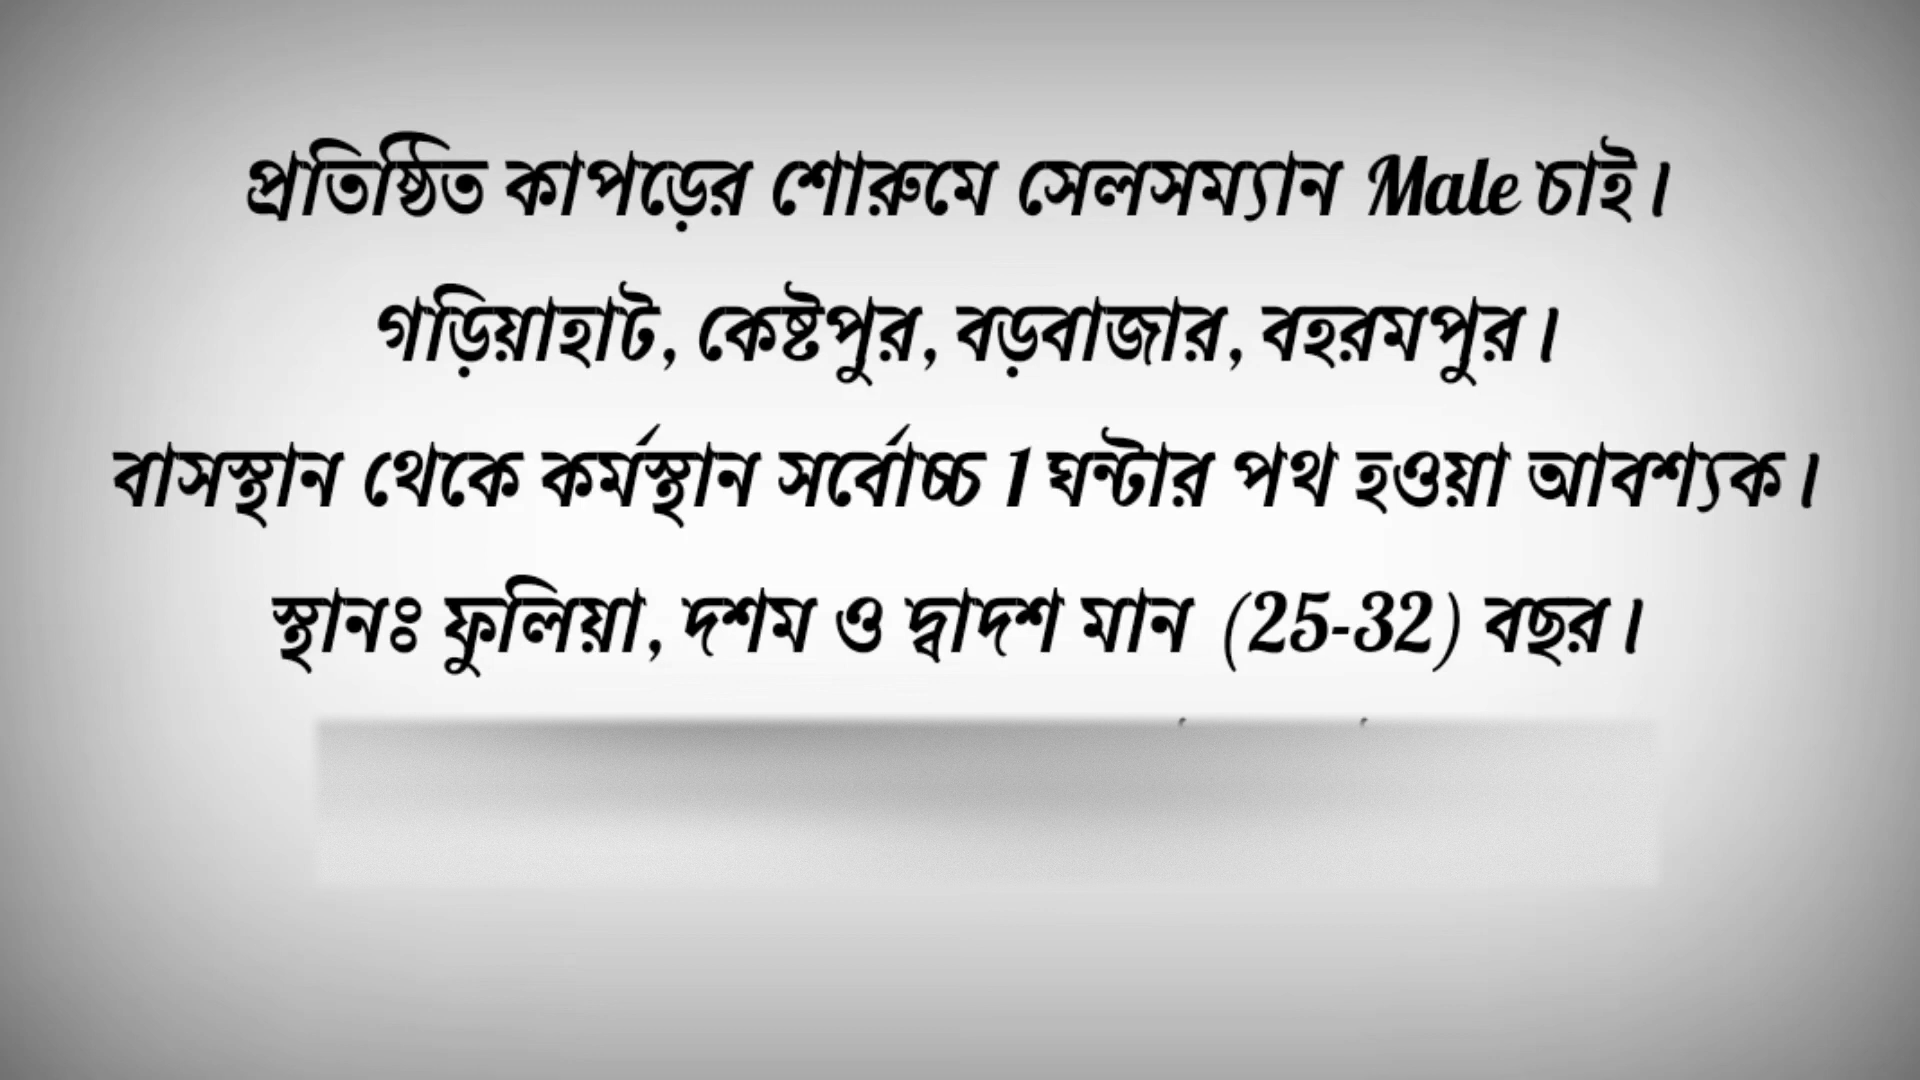 প্রতিষ্ঠিত কাপড়ের শোরুমে সেলসম্যান Male চাই।
গড়িয়াহাট, কেষ্টপুর, বড়বাজার, বহরমপুর।
বাসস্থান থেকে কর্মস্থান সর্বোচ্চ 1 ঘন্টার পথ হওয়া আবশ্যক।
স্থানঃ ফুলিয়া, দশম ও দ্বাদশ মান (25-32) বছর।